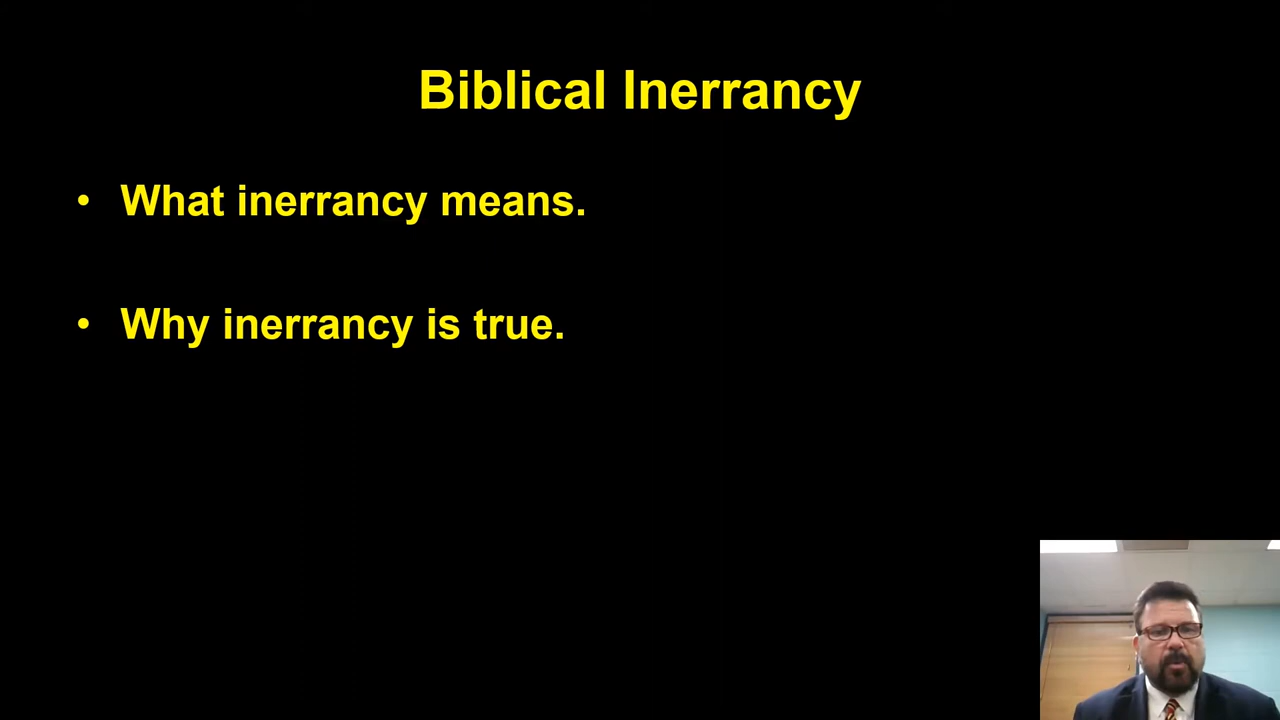 Biblical Inerrancy
• What inerrancy means.
• Why inerrancy is true.